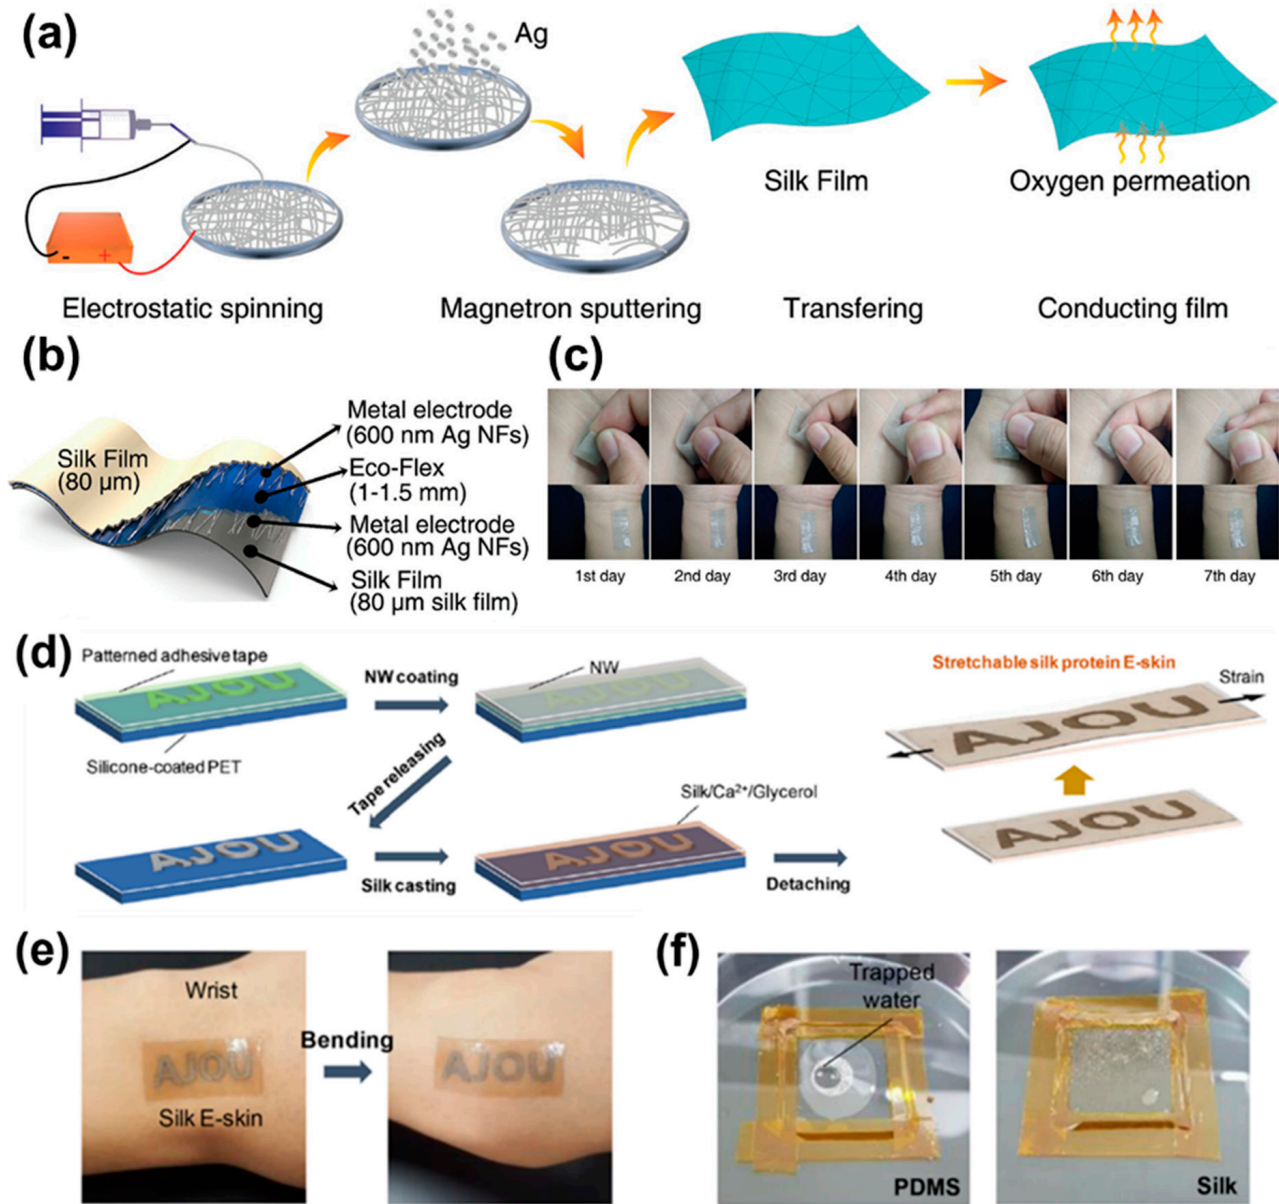 (a)
Ag
- +
Silk Film
Oxygen permeation
Electrostatic spinning
Magnetron sputtering
Transfering
Conducting film
(b)
Silk Film
(80 μm)
Metal electrode
(600 nm Ag NFs)
Eco-Flex
(1-1.5 mm)
Metal electrode
(600 nm Ag NFs)
Silk Film
(80 μm silk film)
(c)
1st day
2nd day
3rd day
4th day
5th day
6th day
7th day
(d)
Patterned adhesive tape
AJOU
Silicone-coated PET
NW coating
NW
AJOU
Tape releasing
AJOU
Silk casting
Silk/Ca²⁺/Glycerol
AJOU
Detaching
Stretchable silk protein E-skin
Strain
AJOU
AJOU
(e)
Wrist
AJOU
Silk E-skin
Bending
AJOU
(f)
Trapped
water
PDMS
Silk